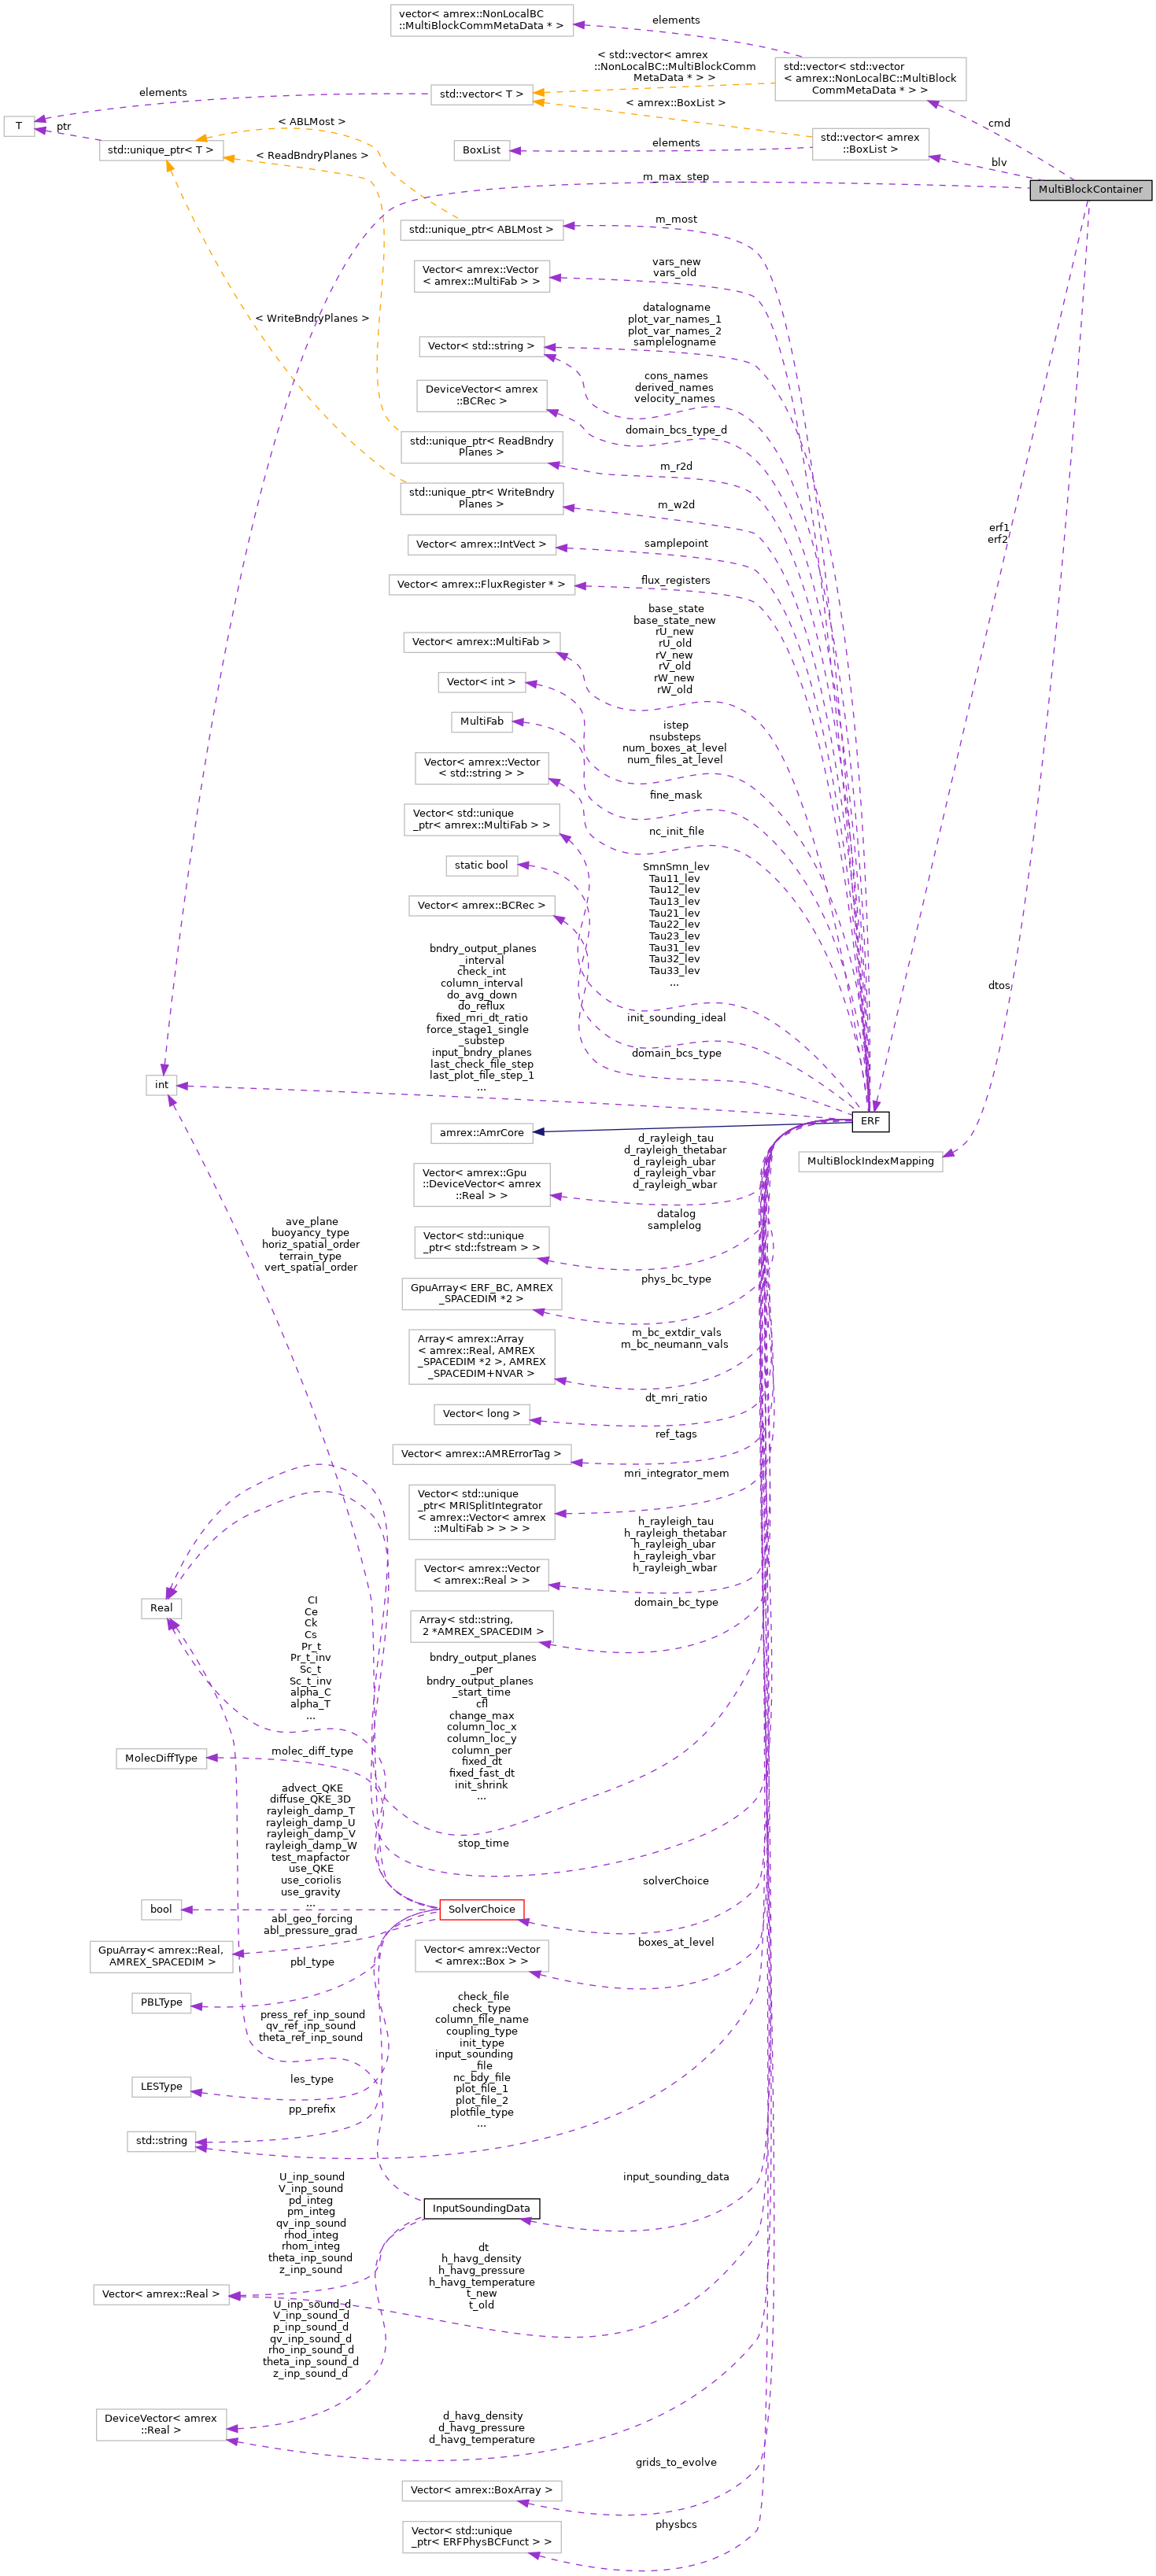 vector< amrex::NonLocalBC
::MultiBlockCommMetaData * >
elements
< std::vector< amrex
::NonLocalBC::MultiBlockComm
MetaData * > >
std::vector< std::vector
< amrex::NonLocalBC::MultiBlock
CommMetaData * > >
elements
std::vector< T >
< amrex::BoxList >
T
ptr
< ABLMost >
cmd
std::unique_ptr< T >
< ReadBndryPlanes >
BoxList
elements
std::vector< amrex
::BoxList >
blv
m_max_step
MultiBlockContainer
std::unique_ptr< ABLMost >
m_most
Vector< amrex::Vector
< amrex::MultiFab > >
vars_new
vars_old
< WriteBndryPlanes >
Vector< std::string >
datalogname
plot_var_names_1
plot_var_names_2
samplelogname
DeviceVector< amrex
::BCRec >
cons_names
derived_names
velocity_names
domain_bcs_type_d
std::unique_ptr< ReadBndry
Planes >
m_r2d
std::unique_ptr< WriteBndry
Planes >
m_w2d
erf1
erf2
Vector< amrex::IntVect >
samplepoint
Vector< amrex::FluxRegister * >
flux_registers
Vector< amrex::MultiFab >
base_state
base_state_new
rU_new
rU_old
rV_new
rV_old
rW_new
rW_old
Vector< int >
MultiFab
istep
nsubsteps
num_boxes_at_level
num_files_at_level
Vector< amrex::Vector
< std::string > >
fine_mask
Vector< std::unique
_ptr< amrex::MultiFab > >
nc_init_file
static bool
Vector< amrex::BCRec >
SmnSmn_lev
Tau11_lev
Tau12_lev
Tau13_lev
Tau21_lev
Tau22_lev
Tau23_lev
Tau31_lev
Tau32_lev
Tau33_lev
...
dtos
bndry_output_planes
_interval
check_int
column_interval
do_avg_down
do_reflux
fixed_mri_dt_ratio
force_stage1_single
_substep
input_bndry_planes
last_check_file_step
last_plot_file_step_1
...
init_sounding_ideal
domain_bcs_type
int
ERF
amrex::AmrCore
MultiBlockIndexMapping
Vector< amrex::Gpu
::DeviceVector< amrex
::Real > >
d_rayleigh_tau
d_rayleigh_thetabar
d_rayleigh_ubar
d_rayleigh_vbar
d_rayleigh_wbar
ave_plane
buoyancy_type
horiz_spatial_order
terrain_type
vert_spatial_order
Vector< std::unique
_ptr< std::fstream > >
datalog
samplelog
GpuArray< ERF_BC, AMREX
_SPACEDIM *2 >
phys_bc_type
Array< amrex::Array
< amrex::Real, AMREX
_SPACEDIM *2 >, AMREX
_SPACEDIM+NVAR >
m_bc_extdir_vals
m_bc_neumann_vals
Vector< long >
dt_mri_ratio
Vector< amrex::AMRErrorTag >
ref_tags
Vector< std::unique
_ptr< MRISplitIntegrator
< amrex::Vector< amrex
::MultiFab > > > >
mri_integrator_mem
Vector< amrex::Vector
< amrex::Real > >
h_rayleigh_tau
h_rayleigh_thetabar
h_rayleigh_ubar
h_rayleigh_vbar
h_rayleigh_wbar
Real
Array< std::string,
2 *AMREX_SPACEDIM >
domain_bc_type
CI
Ce
Ck
Cs
Pr_t
Pr_t_inv
Sc_t
Sc_t_inv
alpha_C
alpha_T
...
bndry_output_planes
_per
bndry_output_planes
_start_time
cfl
change_max
column_loc_x
column_loc_y
column_per
fixed_dt
fixed_fast_dt
init_shrink
...
MolecDiffType
molec_diff_type
stop_time
advect_QKE
diffuse_QKE_3D
rayleigh_damp_T
rayleigh_damp_U
rayleigh_damp_V
rayleigh_damp_W
test_mapfactor
use_QKE
use_coriolis
use_gravity
...
bool
SolverChoice
solverChoice
GpuArray< amrex::Real,
AMREX_SPACEDIM >
abl_geo_forcing
abl_pressure_grad
Vector< amrex::Vector
< amrex::Box > >
boxes_at_level
pbl_type
PBLType
press_ref_inp_sound
qv_ref_inp_sound
theta_ref_inp_sound
check_file
check_type
column_file_name
coupling_type
init_type
input_sounding
_file
nc_bdy_file
plot_file_1
plot_file_2
plotfile_type
...
LESType
les_type
pp_prefix
std::string
U_inp_sound
V_inp_sound
pd_integ
pm_integ
qv_inp_sound
rhod_integ
rhom_integ
theta_inp_sound
z_inp_sound
InputSoundingData
input_sounding_data
Vector< amrex::Real >
dt
h_havg_density
h_havg_pressure
h_havg_temperature
t_new
t_old
U_inp_sound_d
V_inp_sound_d
p_inp_sound_d
qv_inp_sound_d
rho_inp_sound_d
theta_inp_sound_d
z_inp_sound_d
DeviceVector< amrex
::Real >
d_havg_density
d_havg_pressure
d_havg_temperature
Vector< amrex::BoxArray >
grids_to_evolve
Vector< std::unique
_ptr< ERFPhysBCFunct > >
physbcs